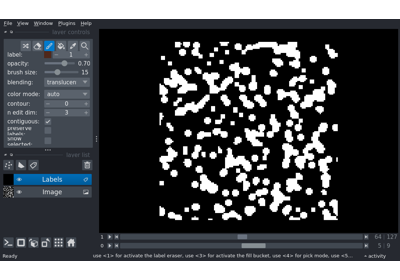 File View Window Plugins Help
layer controls
label: 1
opacity: 0.70
brush size: 15
blending: translucen
color mode: auto
contour: 0
n edit dim: 3
contiguous:
preserve
labels:
show
selected:
layer list
Labels
Image
0 64 127
1 5 9
Ready use <1> for activate the label eraser, use <3> for activate the fill bucket, use <4> for pick mode, use <5... activity